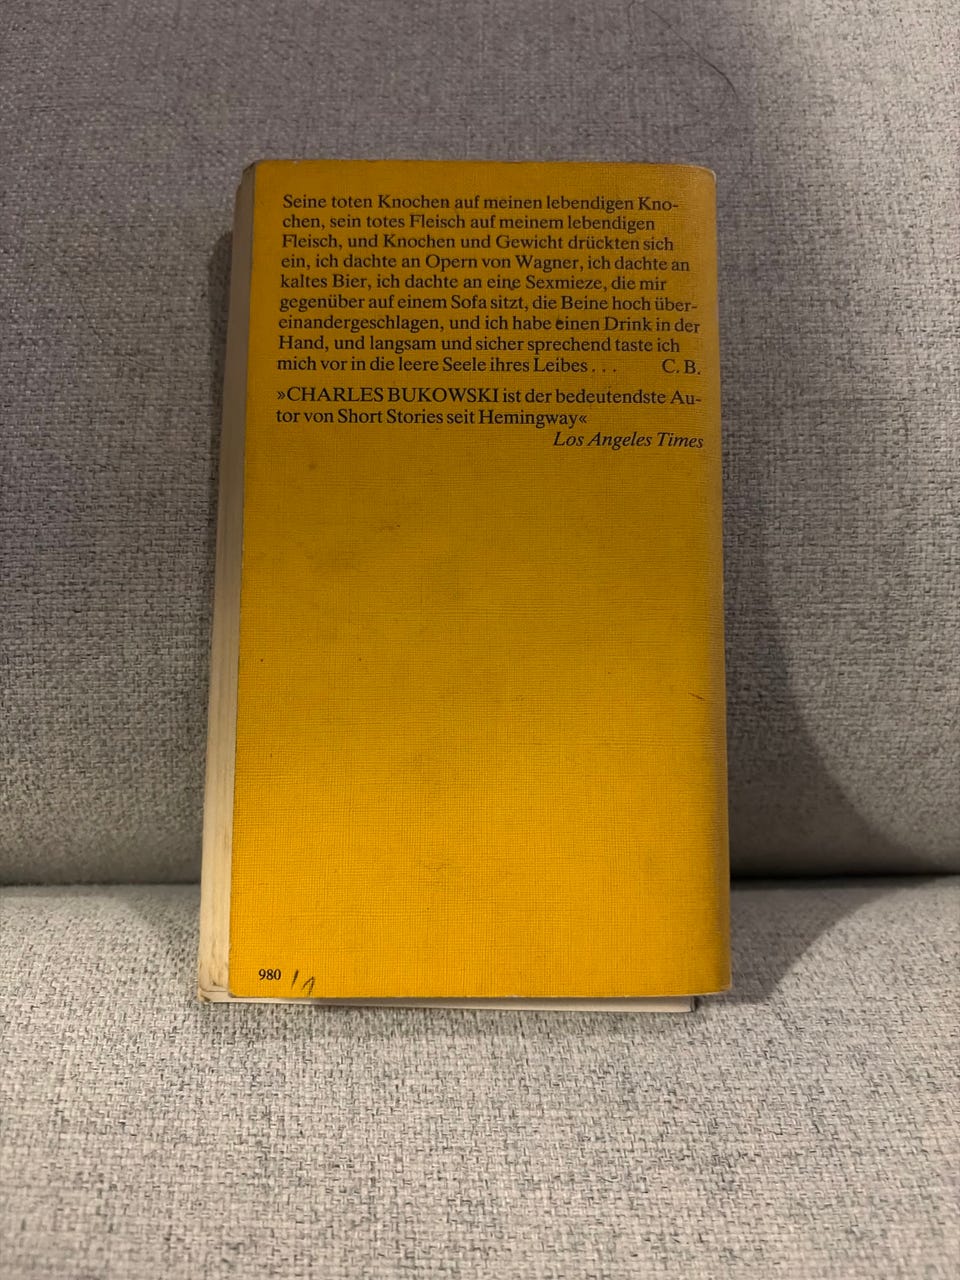 Seine toten Knochen auf meinen lebendigen Kno-
chen, sein totes Fleisch auf meinem lebendigen
Fleisch, und Knochen und Gewicht drückten sich
ein, ich dachte an Opern von Wagner, ich dachte an
kaltes Bier, ich dachte an eine Sexmieze, die mir
gegenüber auf einem Sofa sitzt, die Beine hoch über-
einandergeschlagen, und ich habe einen Drink in der
Hand, und langsam und sicher sprechend taste ich
mich vor in die leere Seele ihres Leibes . . . C. B.
»CHARLES BUKOWSKI ist der bedeutendste Au-
tor von Short Stories seit Hemingway«
Los Angeles Times
980